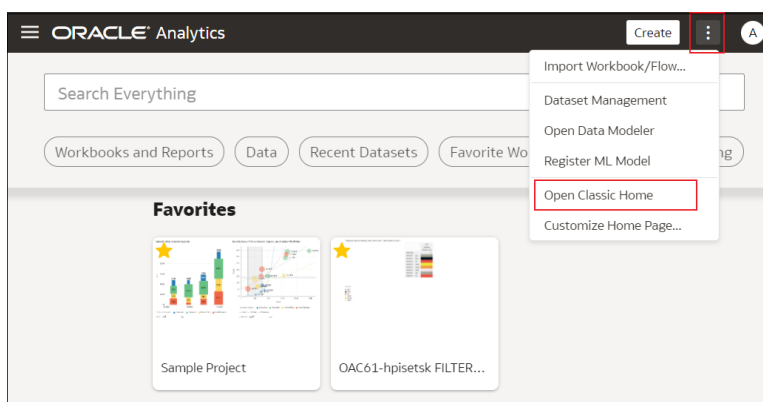 ORACLE Analytics
Create
A
Import Workbook/Flow...
Search Everything
Dataset Management
Open Data Modeler
Workbooks and Reports
Data
Recent Datasets
Favorite Wo
ng
Register ML Model
Open Classic Home
Customize Home Page...
Favorites
Sample Project
OAC61-hpisetsk FILTER...